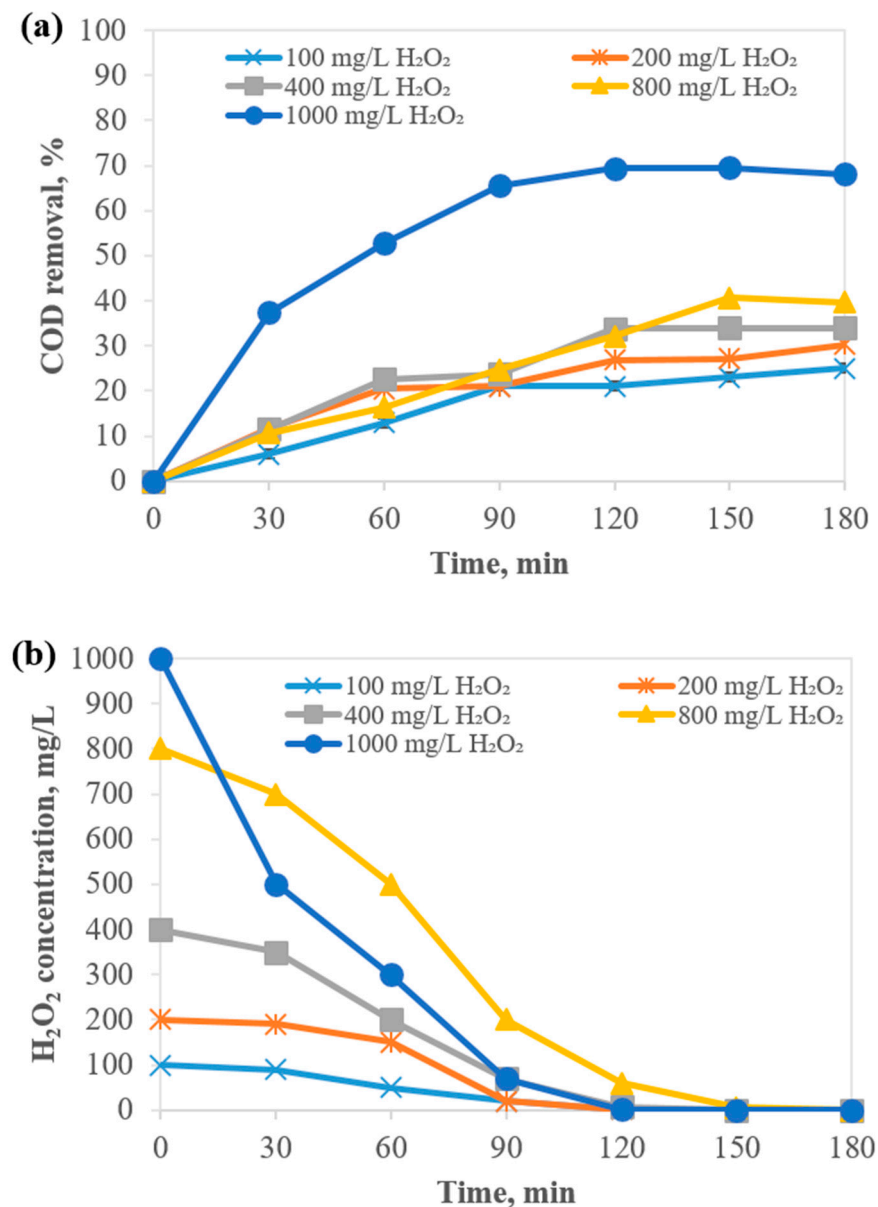 (a)
100
90
80
70
60
50
40
30
20
10
0
COD removal, %
100 mg/L H₂O₂ 200 mg/L H₂O₂
400 mg/L H₂O₂ 800 mg/L H₂O₂
1000 mg/L H₂O₂
0 30 60 90 120 150 180
Time, min
(b)
1000
900
800
700
600
500
400
300
200
100
0
H₂O₂ concentration, mg/L
100 mg/L H₂O₂ 200 mg/L H₂O₂
400 mg/L H₂O₂ 800 mg/L H₂O₂
1000 mg/L H₂O₂
0 30 60 90 120 150 180
Time, min